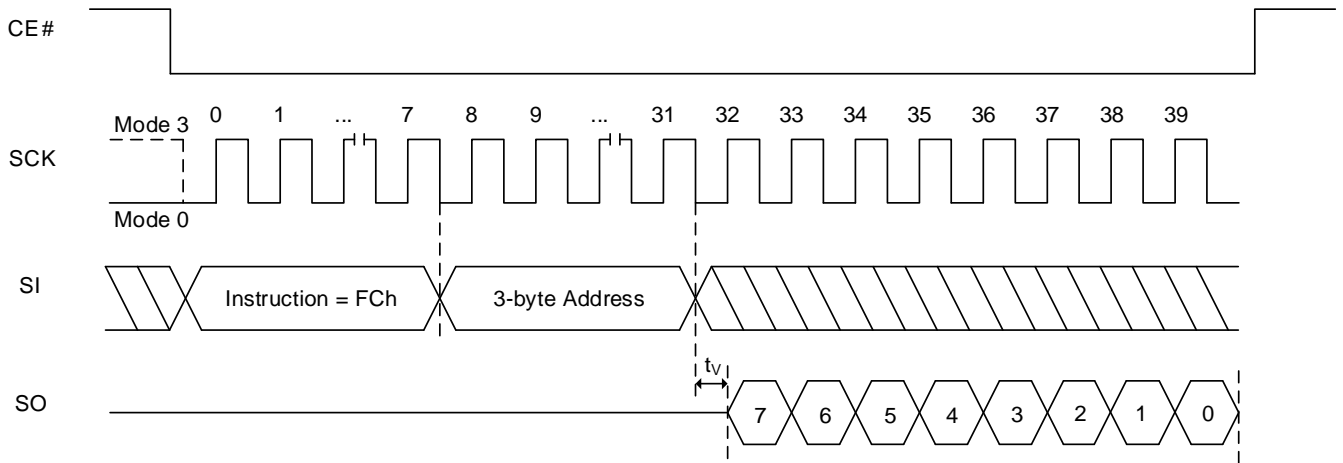 CE#
0 1 ... 7 8 9 ... 31 32 33 34 35 36 37 38 39
Mode 3
SCK
Mode 0
SI
Instruction = FCh
3-byte Address
tV
SO
7 6 5 4 3 2 1 0